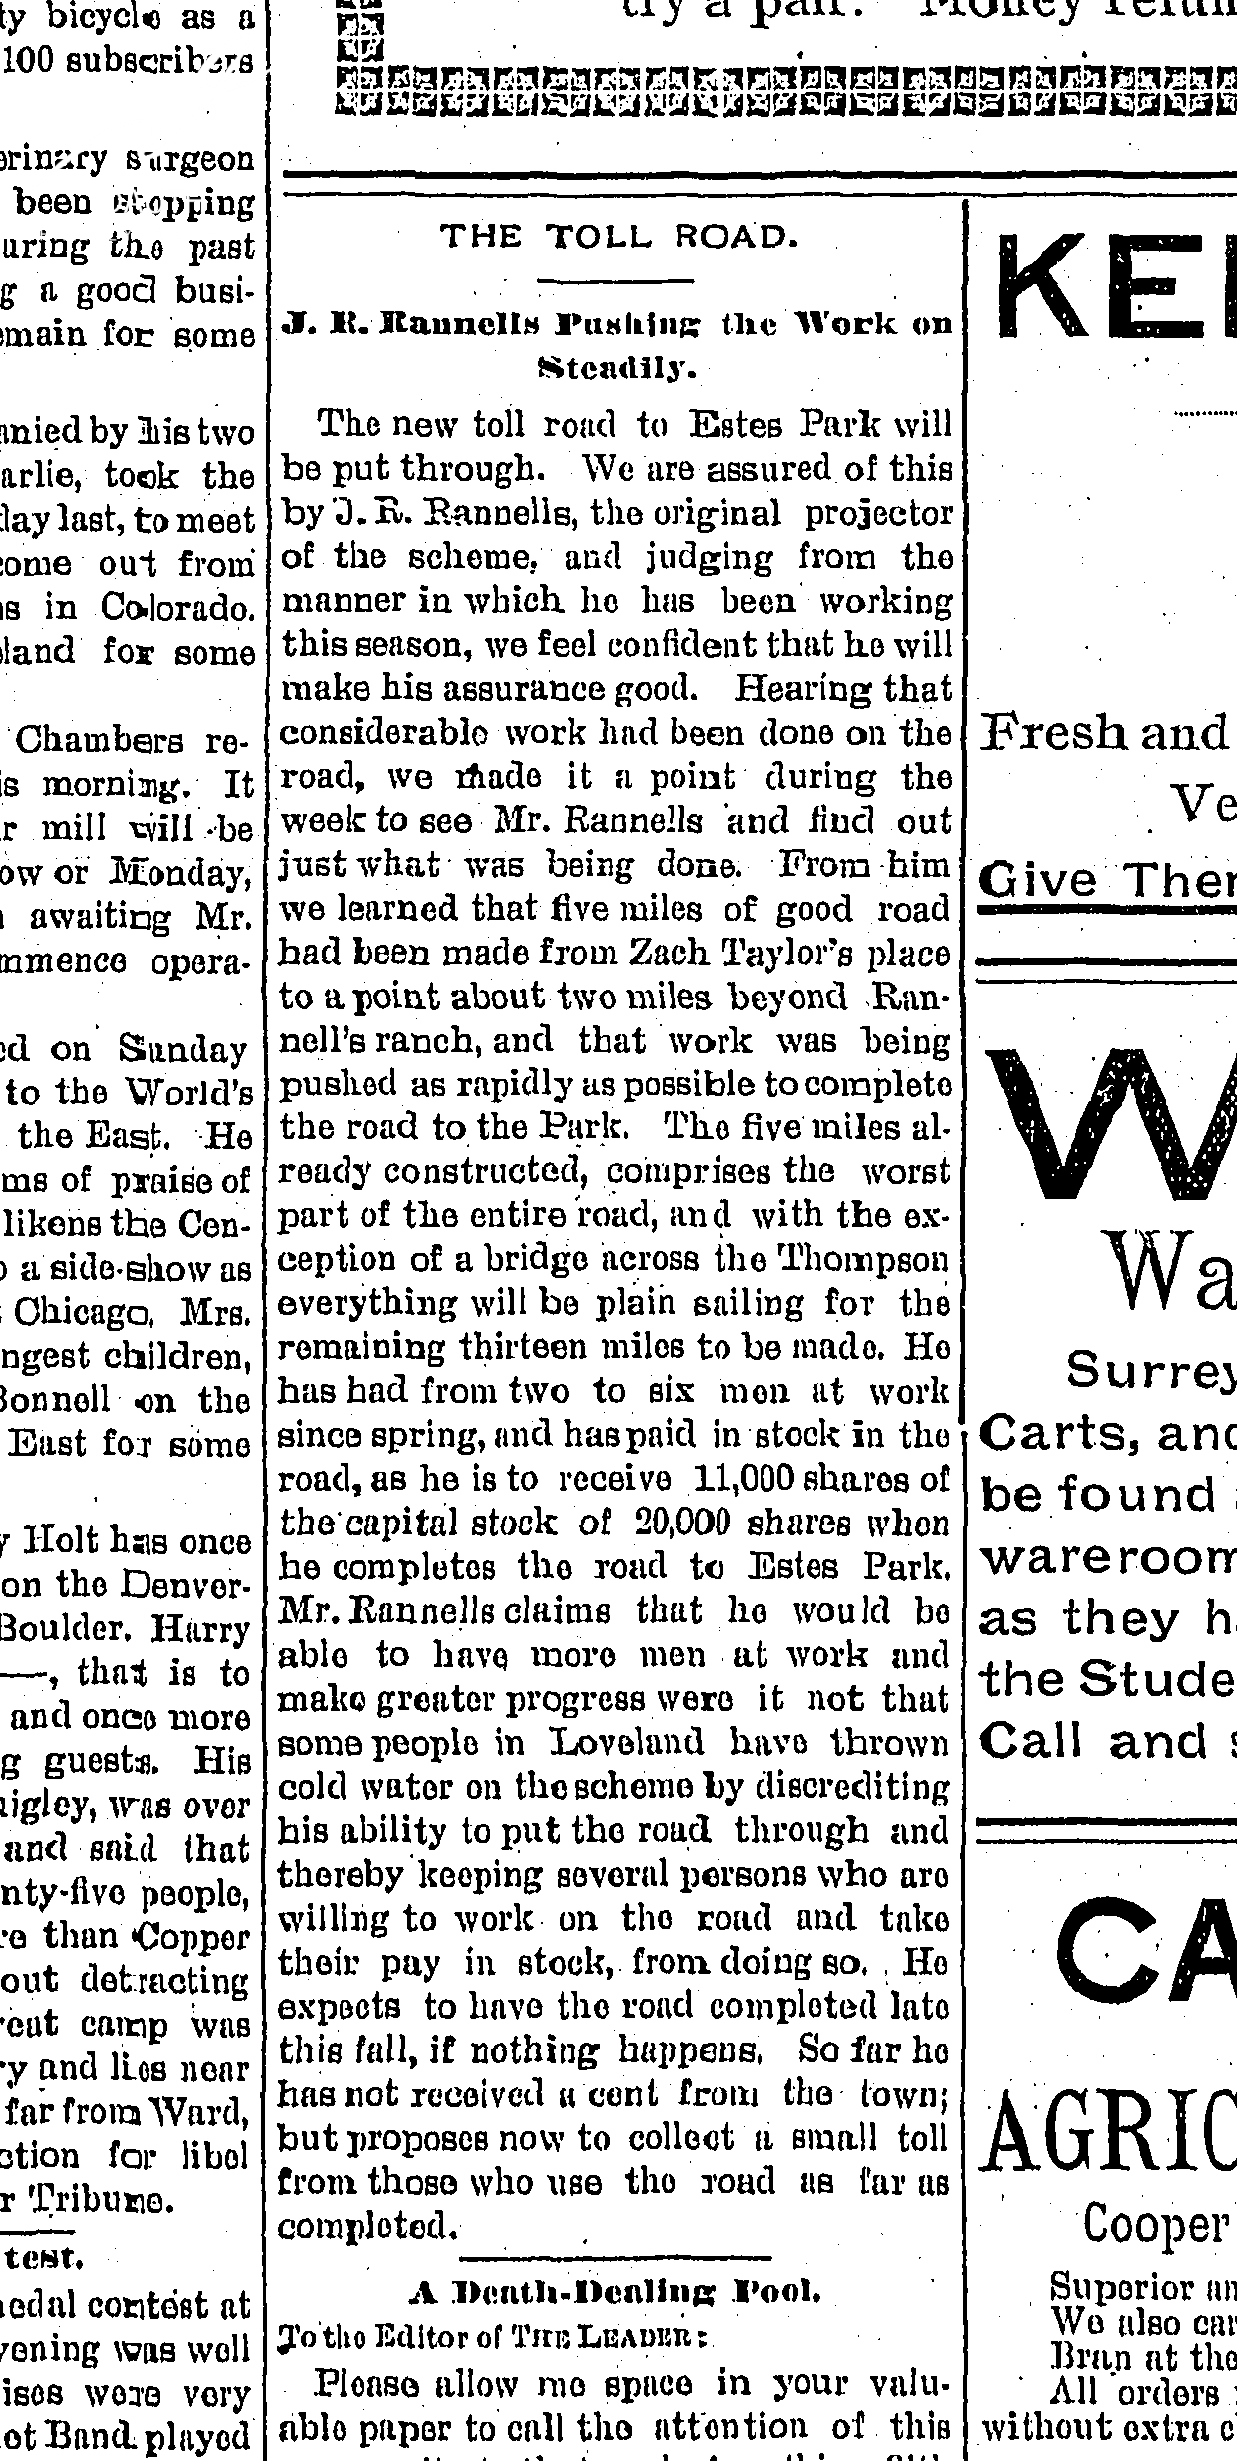 ty bicycle as a
100 subscribers
surgeon
been stopping
uring the past
g a good busi-
emain for some
nied by his two
arlie, took the
day last, to meet
come out from
s in Colorado.
land for some
Chambers re-
is morning. It
r mill will be
ow or Monday,
awaiting Mr.
mmence opera-
ed on Sunday
to the World's
the East. He
ms of praise of
likens the Cen-
o a side-show as
Chicago. Mrs.
ngest children,
Bonnell on the
East for some
y Holt has once
on the Denver-
Boulder. Harry
——, that is to
and once more
g guests. His
uigley, was over
and said that
nty-five people,
re than Copper
out detracting
reat camp was
ry and lies near
far from Ward,
ction for libel
r Tribune.
test.
medal contest at
vening was well
ises were very
et Band played
try a pair. Money refun
THE TOLL ROAD.
J. R. Rannells Pushing the Work on
Steadily.
The new toll road to Estes Park will
be put through. We are assured of this
by J. R. Rannells, the original projector
of the scheme, and judging from the
manner in which he has been working
this season, we feel confident that he will
make his assurance good. Hearing that
considerable work had been done on the
road, we made it a point during the
week to see Mr. Rannells and find out
just what was being done. From him
we learned that five miles of good road
had been made from Zach Taylor's place
to a point about two miles beyond Ran-
nell's ranch, and that work was being
pushed as rapidly as possible to complete
the road to the Park. The five miles al-
ready constructed, comprises the worst
part of the entire road, and with the ex-
ception of a bridge across the Thompson
everything will be plain sailing for the
remaining thirteen miles to be made. He
has had from two to six men at work
since spring, and has paid in stock in the
road, as he is to receive 11,000 shares of
the capital stock of 20,000 shares when
he completes the road to Estes Park.
Mr. Rannells claims that he would be
able to have more men at work and
make greater progress were it not that
some people in Loveland have thrown
cold water on the scheme by discrediting
his ability to put the road through and
thereby keeping several persons who are
willing to work on the road and take
their pay in stock, from doing so. He
expects to have the road completed late
this fall, if nothing happens. So far he
has not received a cent from the town;
but proposes now to collect a small toll
from those who use the road as far as
completed.
A Death-Dealing Pool.
To the Editor of THE LEADER:
Please allow me space in your valu-
able paper to call the attention of this
KE
Fresh and
Ve
Give Ther
W
Wa
Surrey
Carts, and
be found
wareroom
as they h
the Stude
Call and s
CA
AGRIC
Cooper
Superior an
We also car
Bran at the
All orders
without extra c